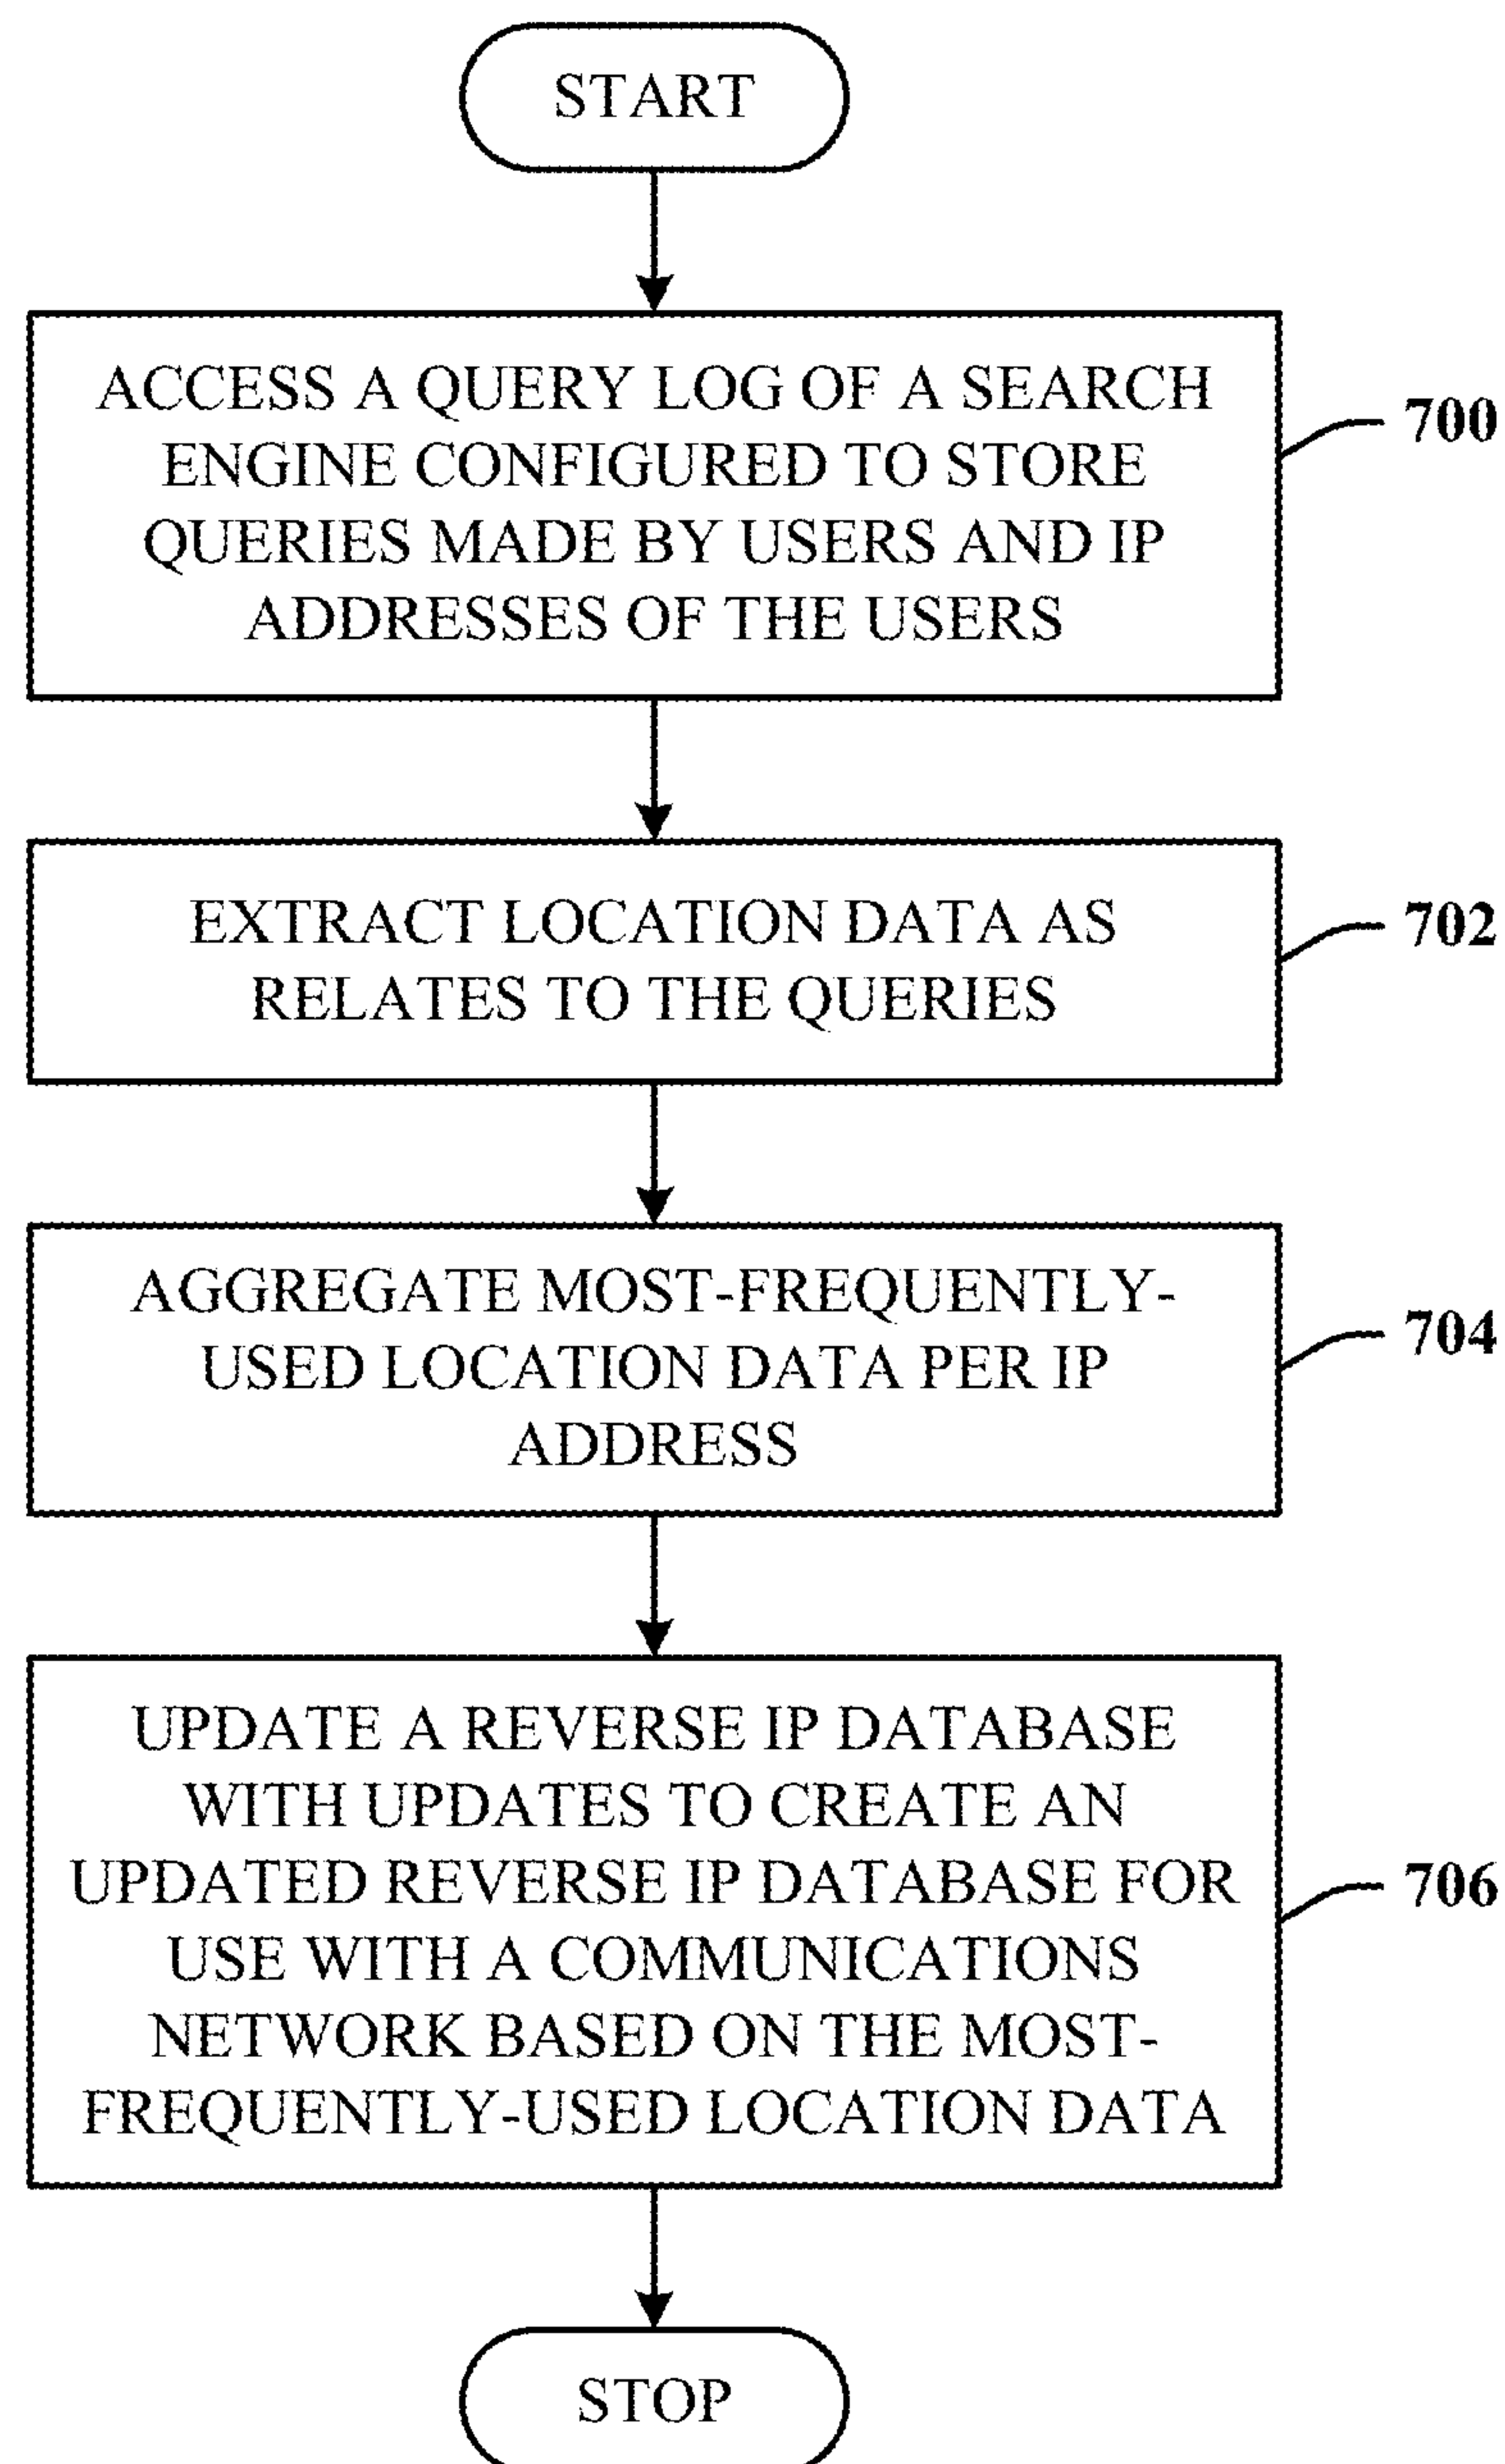 START
ACCESS A QUERY LOG OF A SEARCH
ENGINE CONFIGURED TO STORE
QUERIES MADE BY USERS AND IP
ADDRESSES OF THE USERS
700
EXTRACT LOCATION DATA AS
RELATES TO THE QUERIES
702
AGGREGATE MOST-FREQUENTLY-
USED LOCATION DATA PER IP
ADDRESS
704
UPDATE A REVERSE IP DATABASE
WITH UPDATES TO CREATE AN
UPDATED REVERSE IP DATABASE FOR
USE WITH A COMMUNICATIONS
NETWORK BASED ON THE MOST-
FREQUENTLY-USED LOCATION DATA
706
STOP